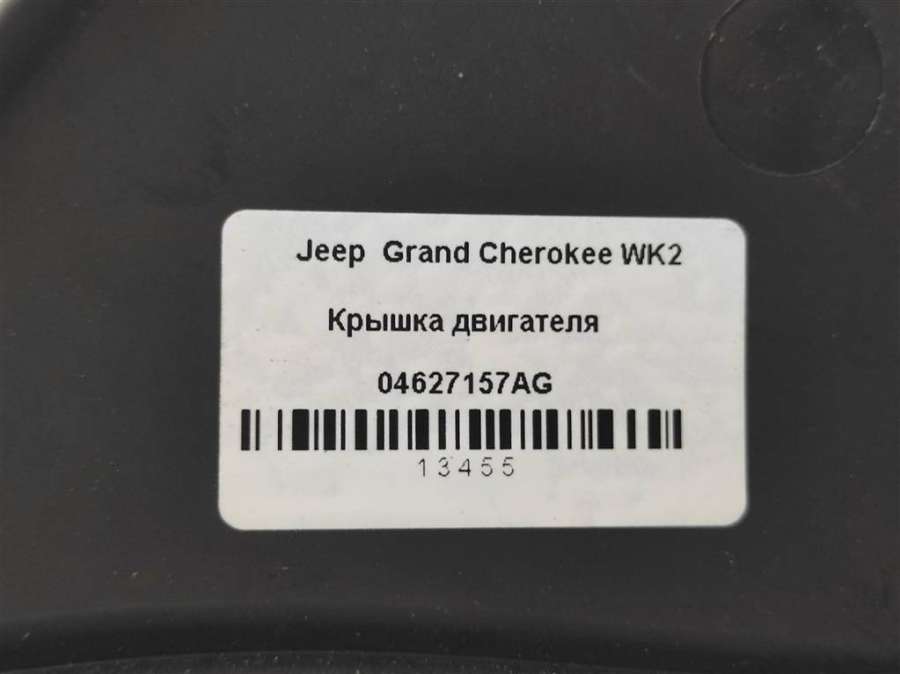 Jeep Grand Cherokee WK2
Крышка двигателя
04627157AG
13455